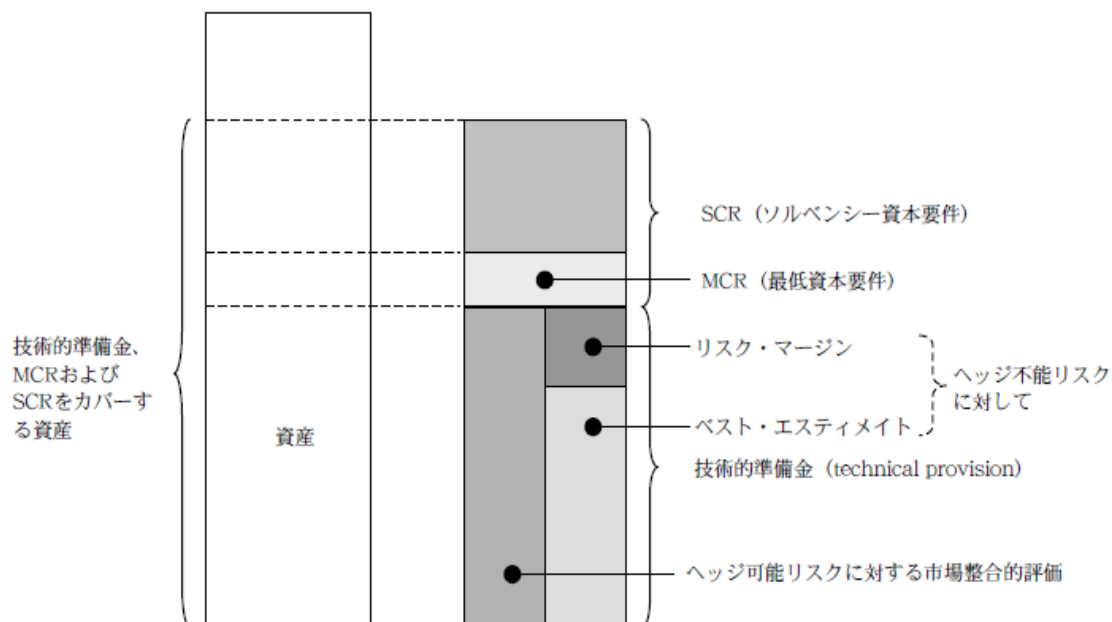 SCR（ソルベンシー資本要件）
MCR（最低資本要件）
技術的準備金、
MCRおよび
SCRをカバーす
る資産
資産
リスク・マージン
ヘッジ不能リスク
に対して
ベスト・エスティメイト
技術的準備金（technical provision）
ヘッジ可能リスクに対する市場整合的評価